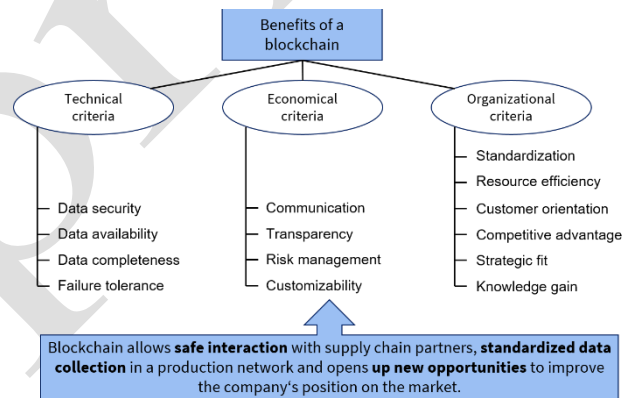 Benefits of a
blockchain
Technical
criteria
Economical
criteria
Organizational
criteria
Data security
Data availability
Data completeness
Failure tolerance
Communication
Transparency
Risk management
Customizability
Standardization
Resource efficiency
Customer orientation
Competitive advantage
Strategic fit
Knowledge gain
Blockchain allows safe interaction with supply chain partners, standardized data
collection in a production network and opens up new opportunities to improve
the company‘s position on the market.